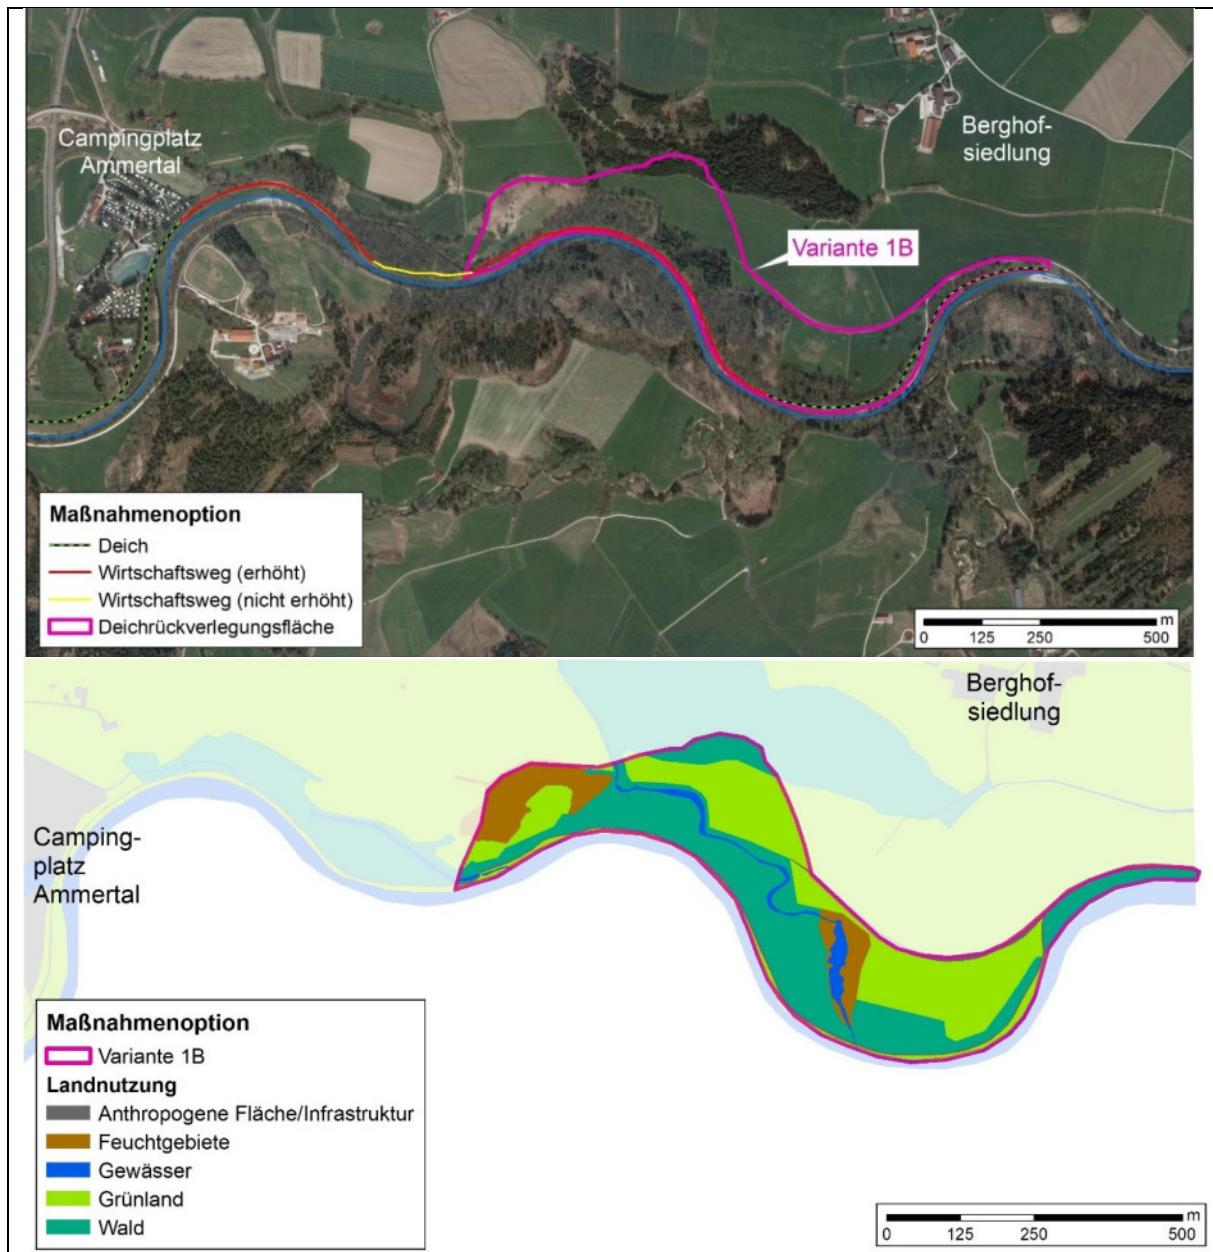 Campingplatz
Ammertal
Berghof-
siedlung
Variante 1B
Maßnahmenoption
Deich
Wirtschaftsweg (erhöht)
Wirtschaftsweg (nicht erhöht)
Deichrückverlegungsfläche
m
0 125 250 500
Berghof-
siedlung
Camping-
platz
Ammertal
Maßnahmenoption
Variante 1B
Landnutzung
Anthropogene Fläche/Infrastruktur
Feuchtgebiete
Gewässer
Grünland
Wald
m
0 125 250 500